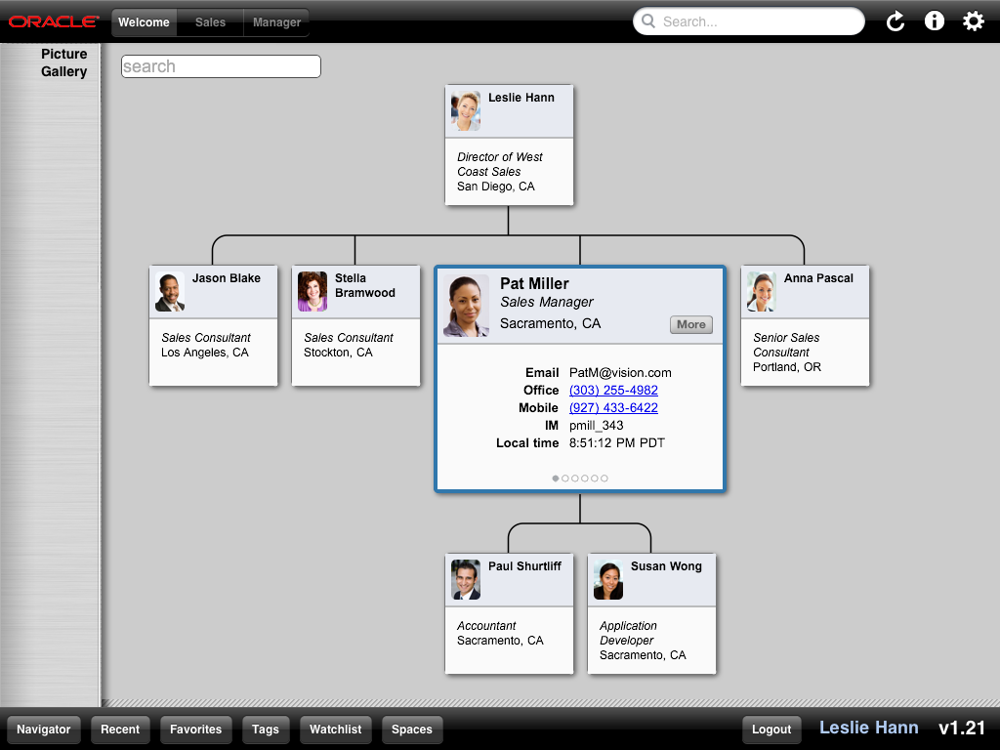 ORACLE
Welcome
Sales
Manager
Search...
Picture
Gallery
search
Leslie Hann
Director of West
Coast Sales
San Diego, CA
Jason Blake
Sales Consultant
Los Angeles, CA
Stella
Bramwood
Sales Consultant
Stockton, CA
Pat Miller
Sales Manager
Sacramento, CA
More
Email PatM@vision.com
Office (303) 255-4982
Mobile (927) 433-6422
IM pmill_343
Local time 8:51:12 PM PDT
Anna Pascal
Senior Sales
Consultant
Portland, OR
Paul Shurtliff
Accountant
Sacramento, CA
Susan Wong
Application
Developer
Sacramento, CA
Navigator
Recent
Favorites
Tags
Watchlist
Spaces
Logout
Leslie Hann
v1.21